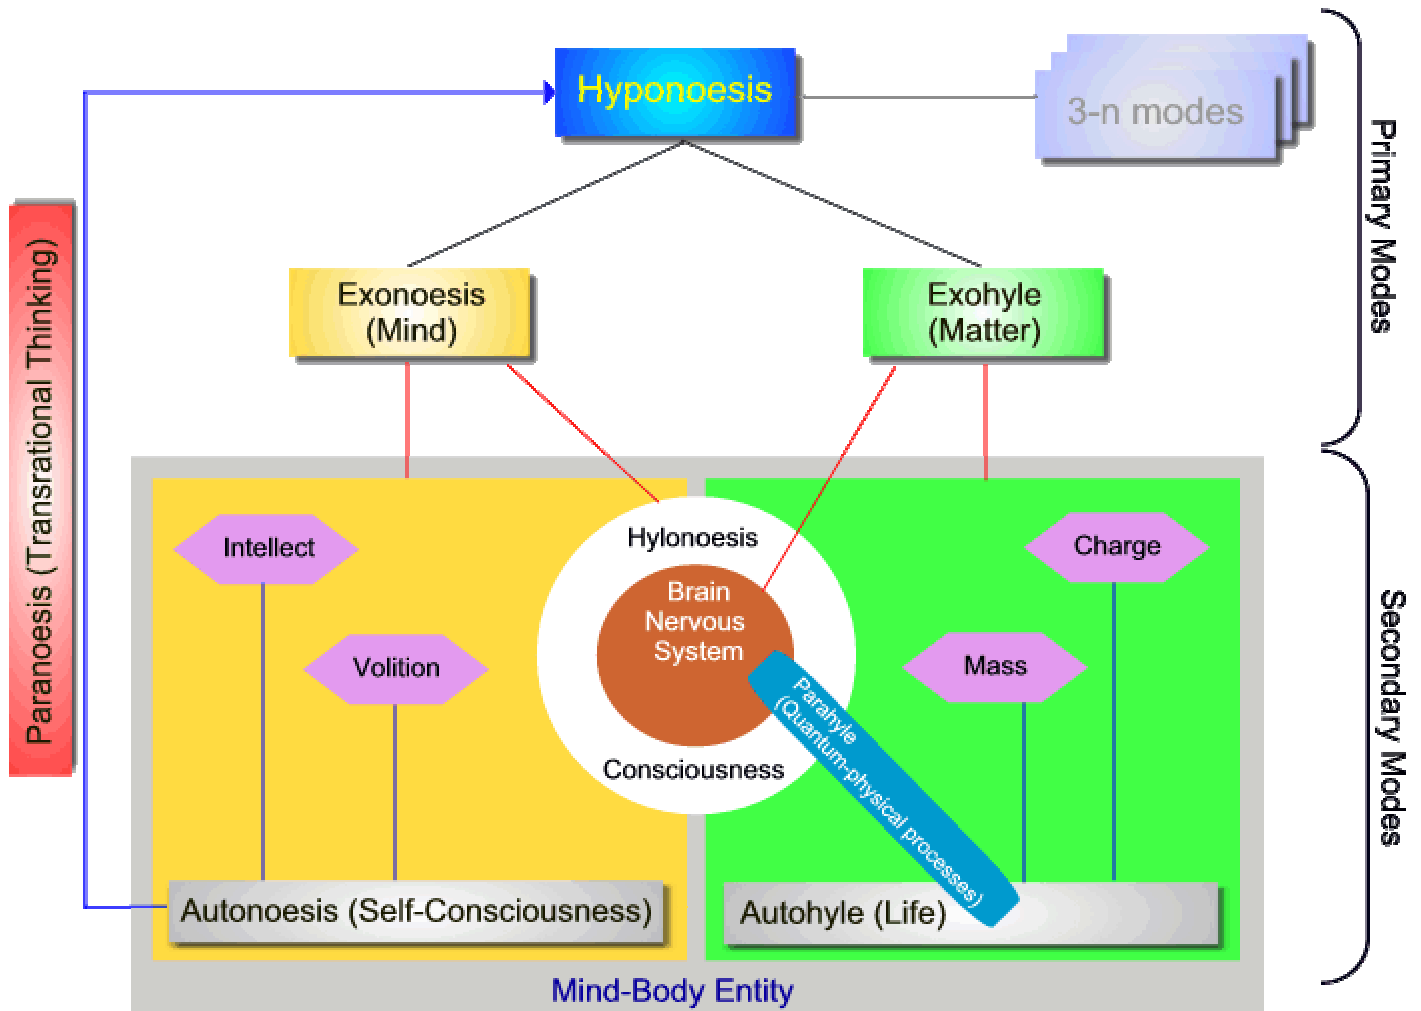 Hyponoesis
3-n modes
Primary Modes
Exonoesis
(Mind)
Exohyle
(Matter)
Paranoesis (Transrational Thinking)
Secondary Modes
Intellect
Volition
Hylonoesis
Brain
Nervous
System
Consciousness
Charge
Mass
Parahyle
(Quantum-physical processes)
Autonoesis (Self-Consciousness)
Autohyle (Life)
Mind-Body Entity